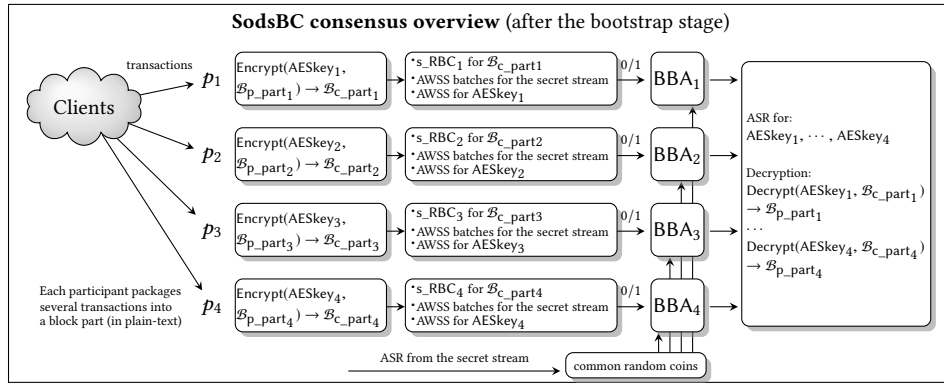 SodsBC consensus overview (after the bootstrap stage)
Clients
transactions
Each participant packages
several transactions into
a block part (in plain-text)
p1
Encrypt(AESkey1,
ℬp_part1) → ℬc_part1
•s_RBC1 for ℬc_part1
•AWSS batches for the secret stream
•AWSS for AESkey1
0/1
BBA1
p2
Encrypt(AESkey2,
ℬp_part2) → ℬc_part2
•s_RBC2 for ℬc_part2
•AWSS batches for the secret stream
•AWSS for AESkey2
0/1
BBA2
p3
Encrypt(AESkey3,
ℬp_part3) → ℬc_part3
•s_RBC3 for ℬc_part3
•AWSS batches for the secret stream
•AWSS for AESkey3
0/1
BBA3
p4
Encrypt(AESkey4,
ℬp_part4) → ℬc_part4
•s_RBC4 for ℬc_part4
•AWSS batches for the secret stream
•AWSS for AESkey4
0/1
BBA4
ASR from the secret stream
common random coins
ASR for:
AESkey1, ⋯ , AESkey4
Decryption:
Decrypt(AESkey1, ℬc_part1)
→ ℬp_part1
⋯
Decrypt(AESkey4, ℬc_part4)
→ ℬp_part4